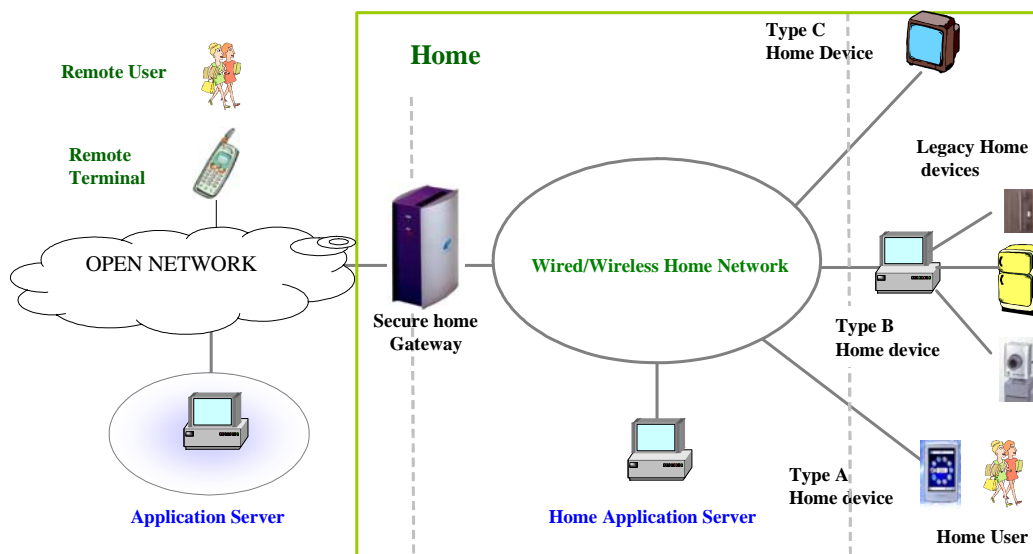 Type C
Home Device
Home
Remote User
Remote
Terminal
Legacy Home
devices
OPEN NETWORK
Wired/Wireless Home Network
Secure home
Gateway
Type B
Home device
Type A
Home device
Application Server
Home Application Server
Home User